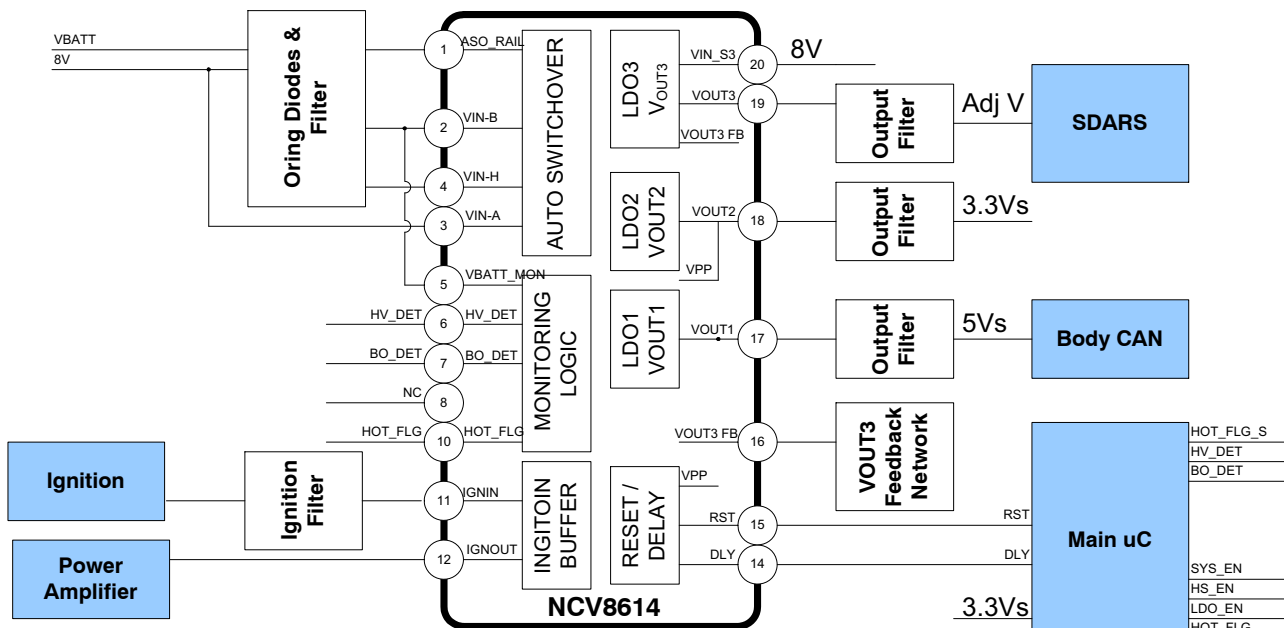 VBATT
8V
Oring Diodes &
Filter
1
ASO_RAIL
2
VIN-B
4
VIN-H
3
VIN-A
AUTO SWITCHOVER
5
VBATT_MON
HV_DET
6
HV_DET
BO_DET
7
BO_DET
NC
8
HOT_FLG
10
HOT_FLG
MONITORING
LOGIC
Ignition
Ignition
Filter
11
IGNIN
Power
Amplifier
12
IGNOUT
INGITOIN
BUFFER
LDO3
VOUT3
VIN_S3
20
8V
VOUT3
19
VOUT3 FB
Output
Filter
Adj V
SDARS
LDO2
VOUT2
VOUT2
18
VPP
Output
Filter
3.3Vs
LDO1
VOUT1
VOUT1
17
Output
Filter
5Vs
Body CAN
VOUT3 FB
16
VOUT3
Feedback
Network
RESET /
DELAY
VPP
RST
15
RST
DLY
14
DLY
NCV8614
Main uC
3.3Vs
HOT_FLG_S
HV_DET
BO_DET
SYS_EN
HS_EN
LDO_EN
HOT_FLG